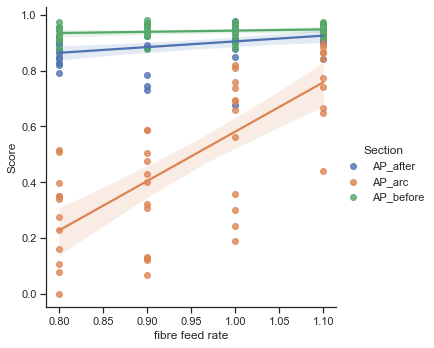 1.0
0.8
0.6
0.4
0.2
0.0
Score
0.80 0.85 0.90 0.95 1.00 1.05 1.10
fibre feed rate
Section
AP_after
AP_arc
AP_before